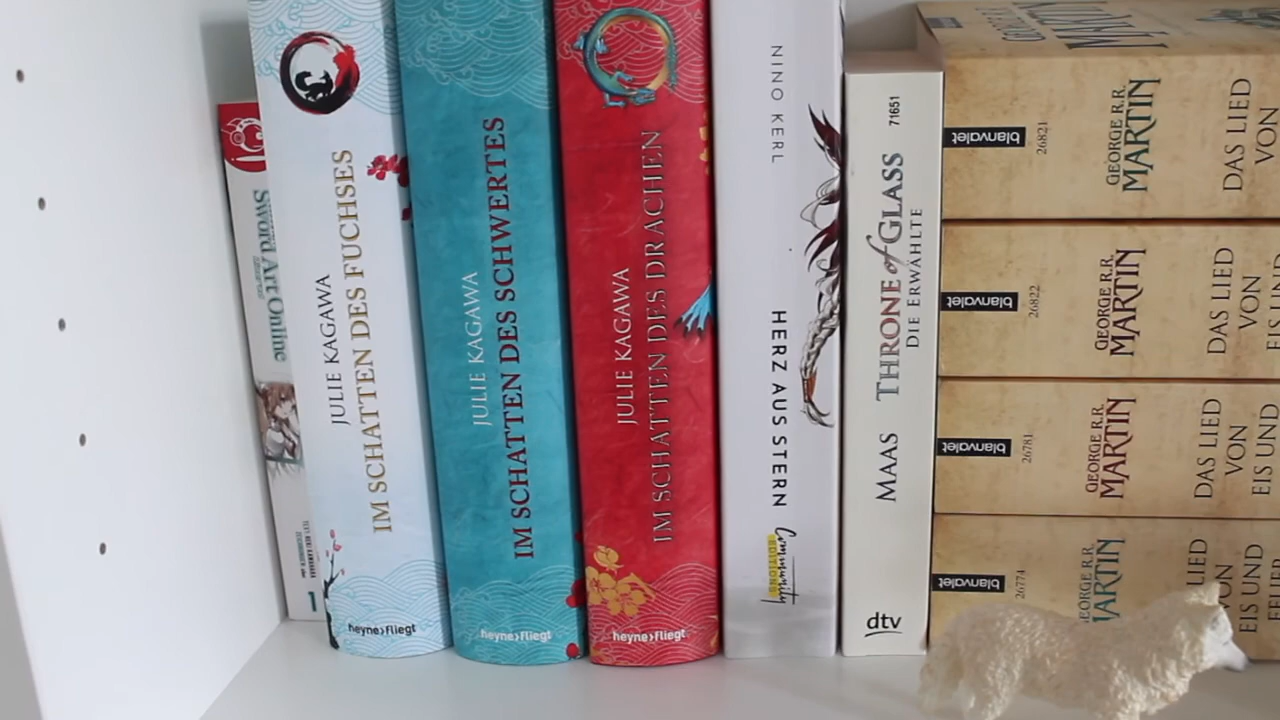 Sword Art Online
1
JULIE KAGAWA
IM SCHATTEN DES FUCHSES
heyne>fliegt
JULIE KAGAWA
IM SCHATTEN DES SCHWERTES
heyne>fliegt
JULIE KAGAWA
IM SCHATTEN DES DRACHEN
heyne>fliegt
NINO KERL
HERZ AUS STERN
Community
EDITIONS
71651
THRONE of GLASS
DIE ERWÄHLTE
MAAS
dtv
MARTIN
blanvalet
26821
GEORGE R.R.
MARTIN
DAS LIED
VON
blanvalet
26822
GEORGE R.R.
MARTIN
DAS LIED
VON
EIS UND
blanvalet
26781
GEORGE R.R.
MARTIN
DAS LIED
VON
EIS UND
blanvalet
26774
GEORGE R.R.
MARTIN
LIED
VON
EIS UND
FEUER